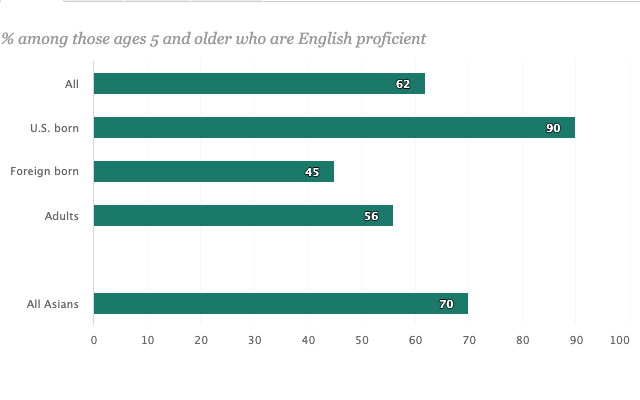 % among those ages 5 and older who are English proficient
All 62
U.S. born 90
Foreign born 45
Adults 56
All Asians 70
0 10 20 30 40 50 60 70 80 90 100